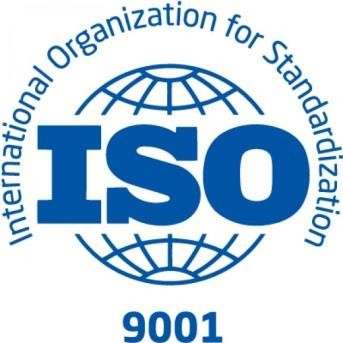 International Organization for Standardization
ISO
9001